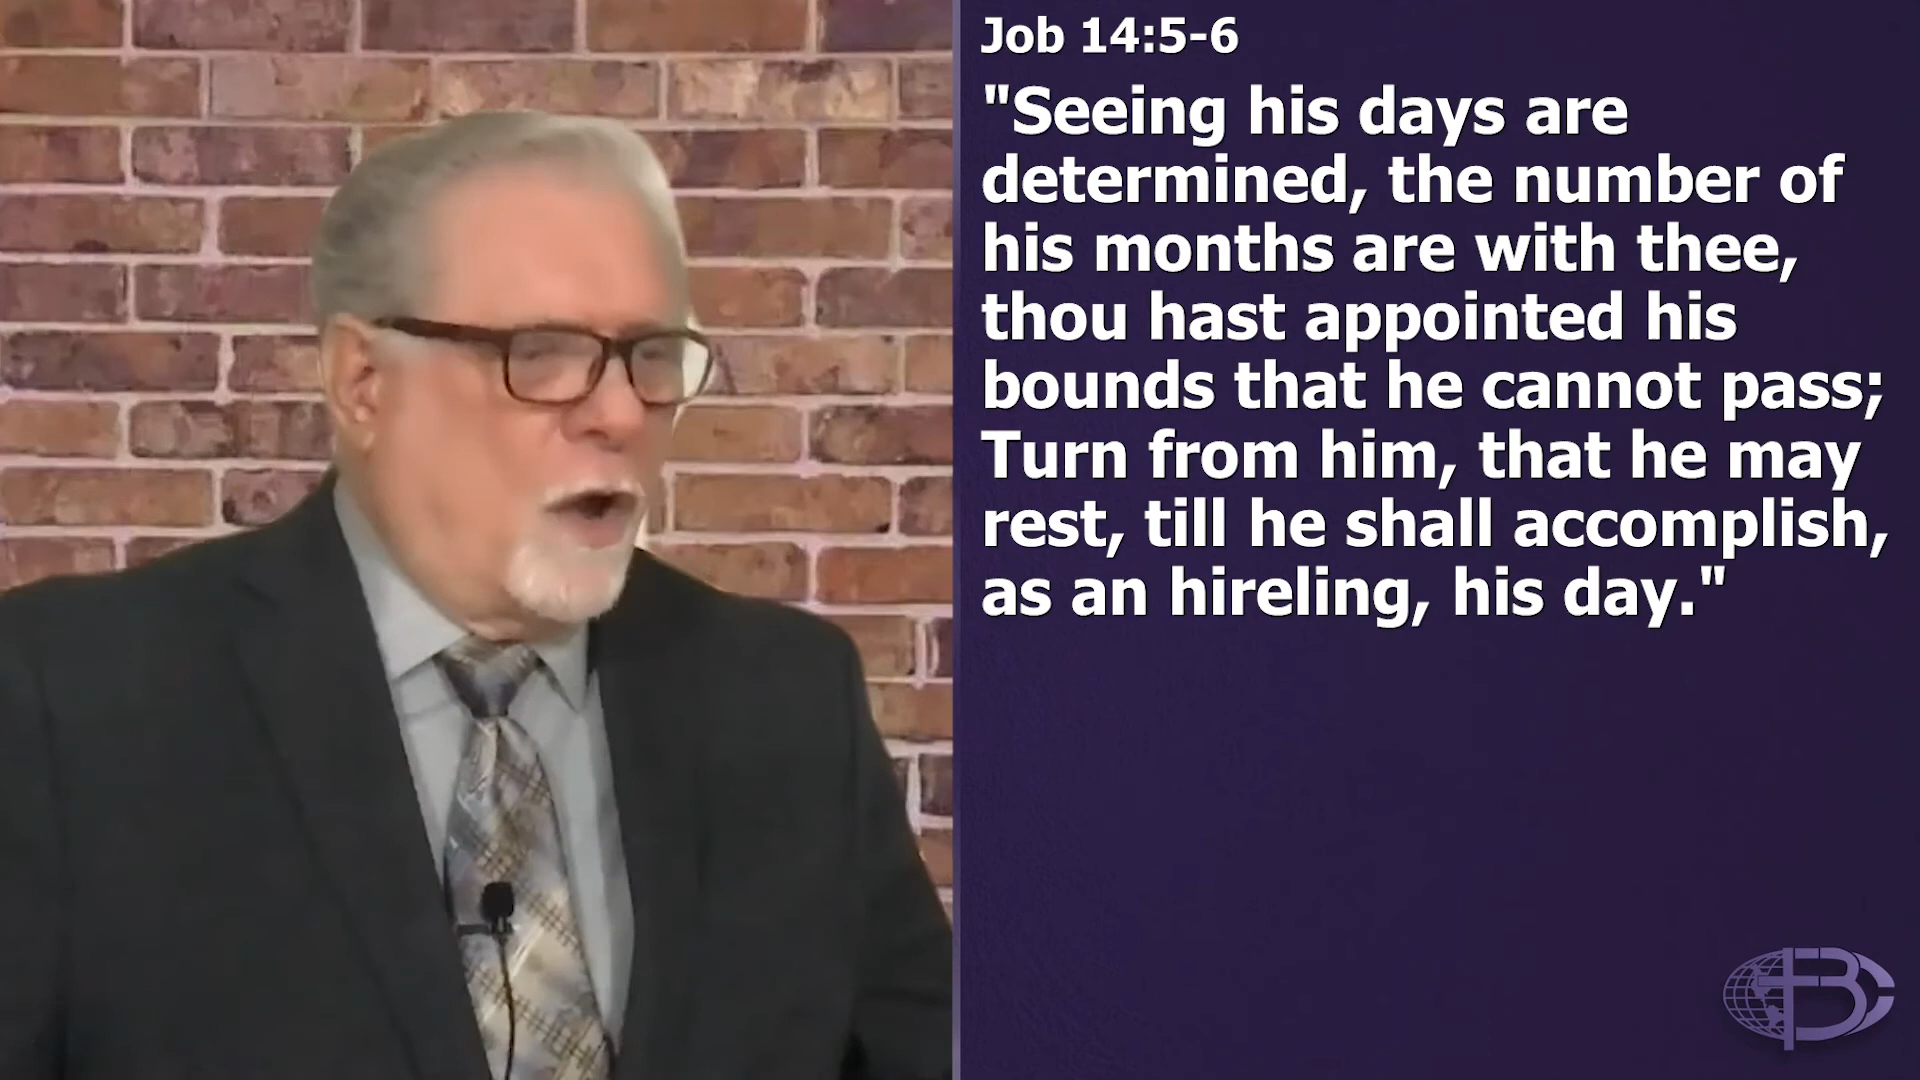 Job 14:5-6
"Seeing his days are
determined, the number of
his months are with thee,
thou hast appointed his
bounds that he cannot pass;
Turn from him, that he may
rest, till he shall accomplish,
as an hireling, his day."
BC